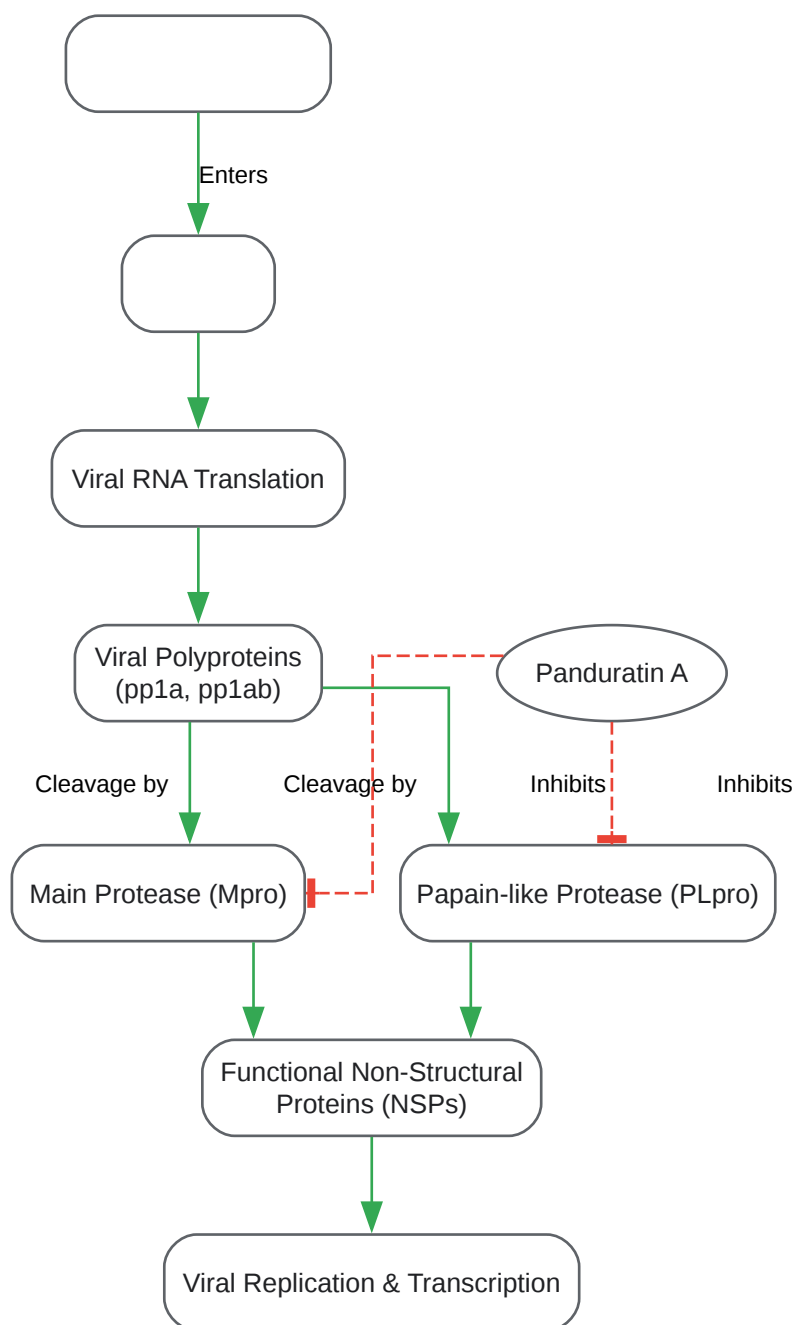 Enters
Viral RNA Translation
Viral Polyproteins
(pp1a, pp1ab)
Panduratin A
Cleavage by
Cleavage by
Inhibits
Inhibits
Main Protease (Mpro)
Papain-like Protease (PLpro)
Functional Non-Structural
Proteins (NSPs)
Viral Replication & Transcription